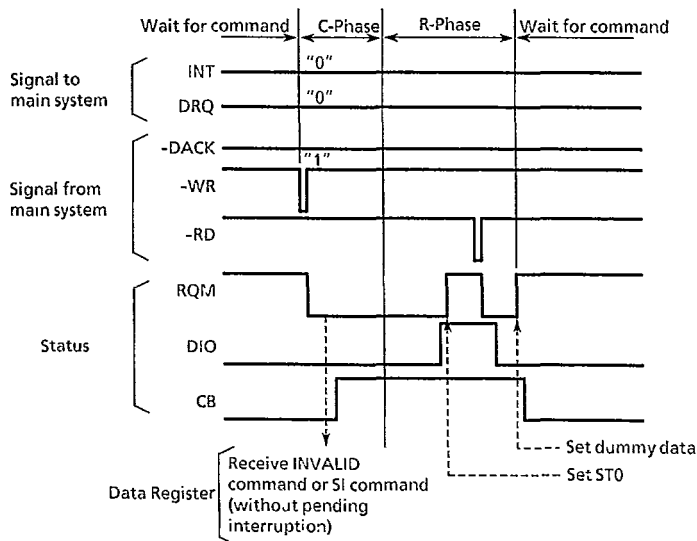 Wait for command
C-Phase
R-Phase
Wait for command
Signal to
main system
INT
"0"
DRQ
"0"
Signal from
main system
-DACK
"1"
-WR
-RD
Status
RQM
DIO
CB
Data Register
Receive INVALID
command or SI command
(without pending
interruption)
Set dummy data
Set ST0